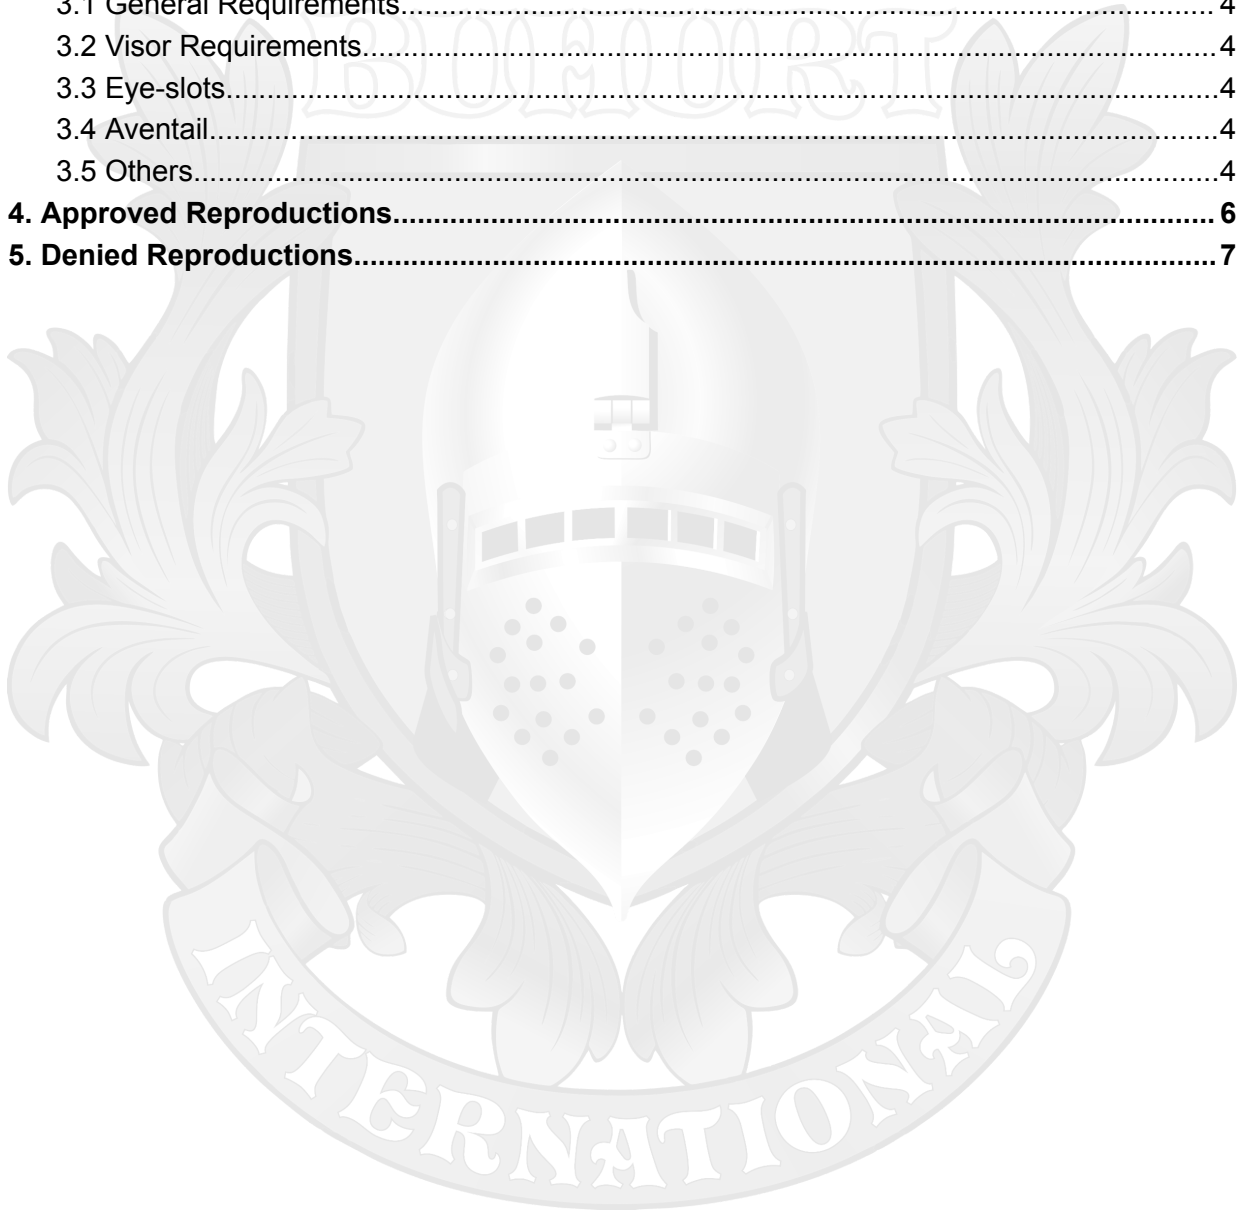 3.1 General Requirements........................................................................................................ 4
3.2 Visor Requirements............................................................................................................. 4
3.3 Eye-slots..............................................................................................................................4
3.4 Aventail................................................................................................................................4
3.5 Others..................................................................................................................................4
4. Approved Reproductions.................................................................................................... 6
5. Denied Reproductions........................................................................................................ 7
BUHURT
INTERNATIONAL